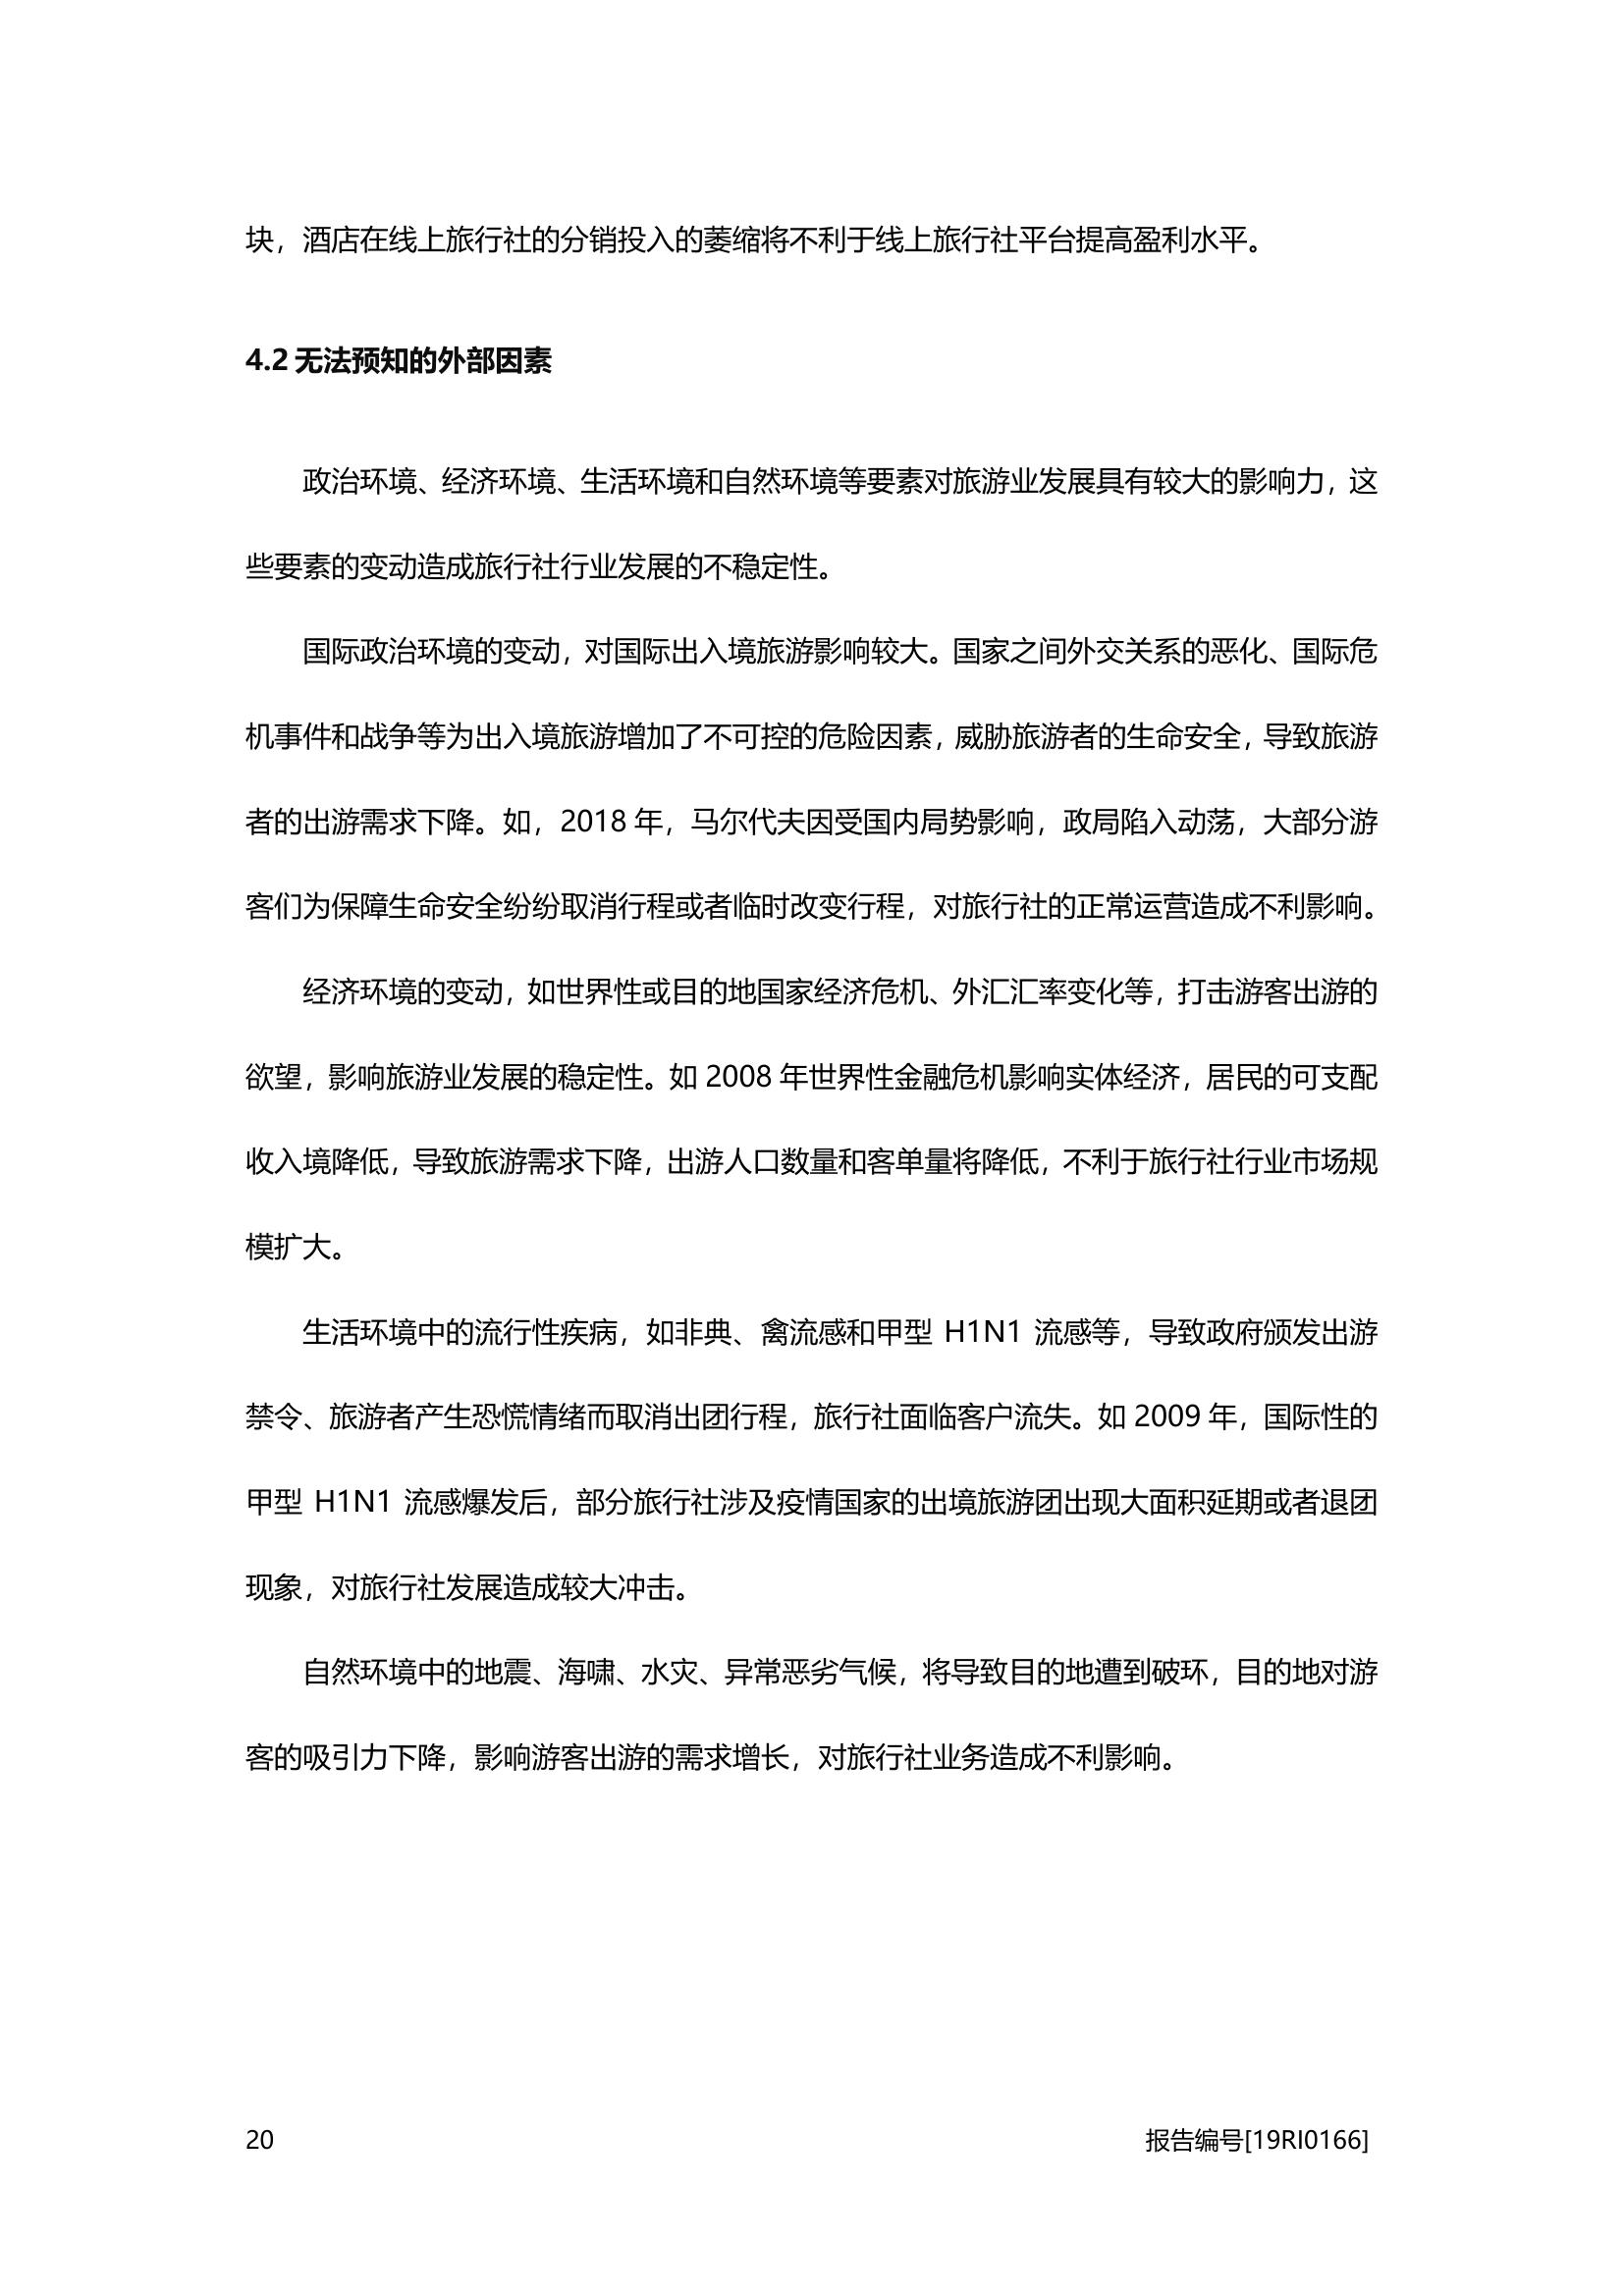 块，酒店在线上旅行社的分销投入的萎缩将不利于线上旅行社平台提高盈利水平。
4.2 无法预知的外部因素
政治环境、经济环境、生活环境和自然环境等要素对旅游业发展具有较大的影响力，这
些要素的变动造成旅行社行业发展的不稳定性。
国际政治环境的变动，对国际出入境旅游影响较大。国家之间外交关系的恶化、国际危
机事件和战争等为出入境旅游增加了不可控的危险因素，威胁旅游者的生命安全，导致旅游
者的出游需求下降。如，2018 年，马尔代夫因受国内局势影响，政局陷入动荡，大部分游
客们为保障生命安全纷纷取消行程或者临时改变行程，对旅行社的正常运营造成不利影响。
经济环境的变动，如世界性或目的地国家经济危机、外汇汇率变化等，打击游客出游的
欲望，影响旅游业发展的稳定性。如 2008 年世界性金融危机影响实体经济，居民的可支配
收入境降低，导致旅游需求下降，出游人口数量和客单量将降低，不利于旅行社行业市场规
模扩大。
生活环境中的流行性疾病，如非典、禽流感和甲型 H1N1 流感等，导致政府颁发出游
禁令、旅游者产生恐慌情绪而取消出团行程，旅行社面临客户流失。如 2009 年，国际性的
甲型 H1N1 流感爆发后，部分旅行社涉及疫情国家的出境旅游团出现大面积延期或者退团
现象，对旅行社发展造成较大冲击。
自然环境中的地震、海啸、水灾、异常恶劣气候，将导致目的地遭到破坏，目的地对游
客的吸引力下降，影响游客出游的需求增长，对旅行社业务造成不利影响。
20
报告编号[19RI0166]